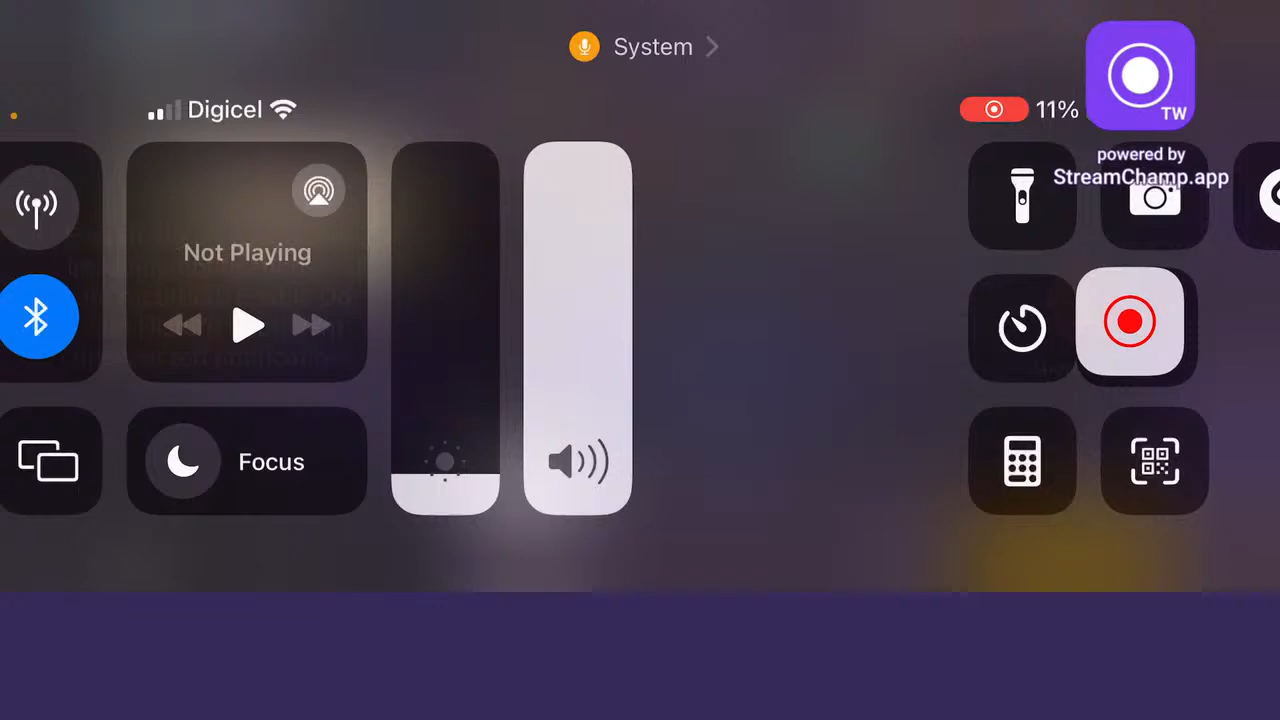 System
Digicel
11%
TW
powered by
StreamChamp.app
Not Playing
Focus